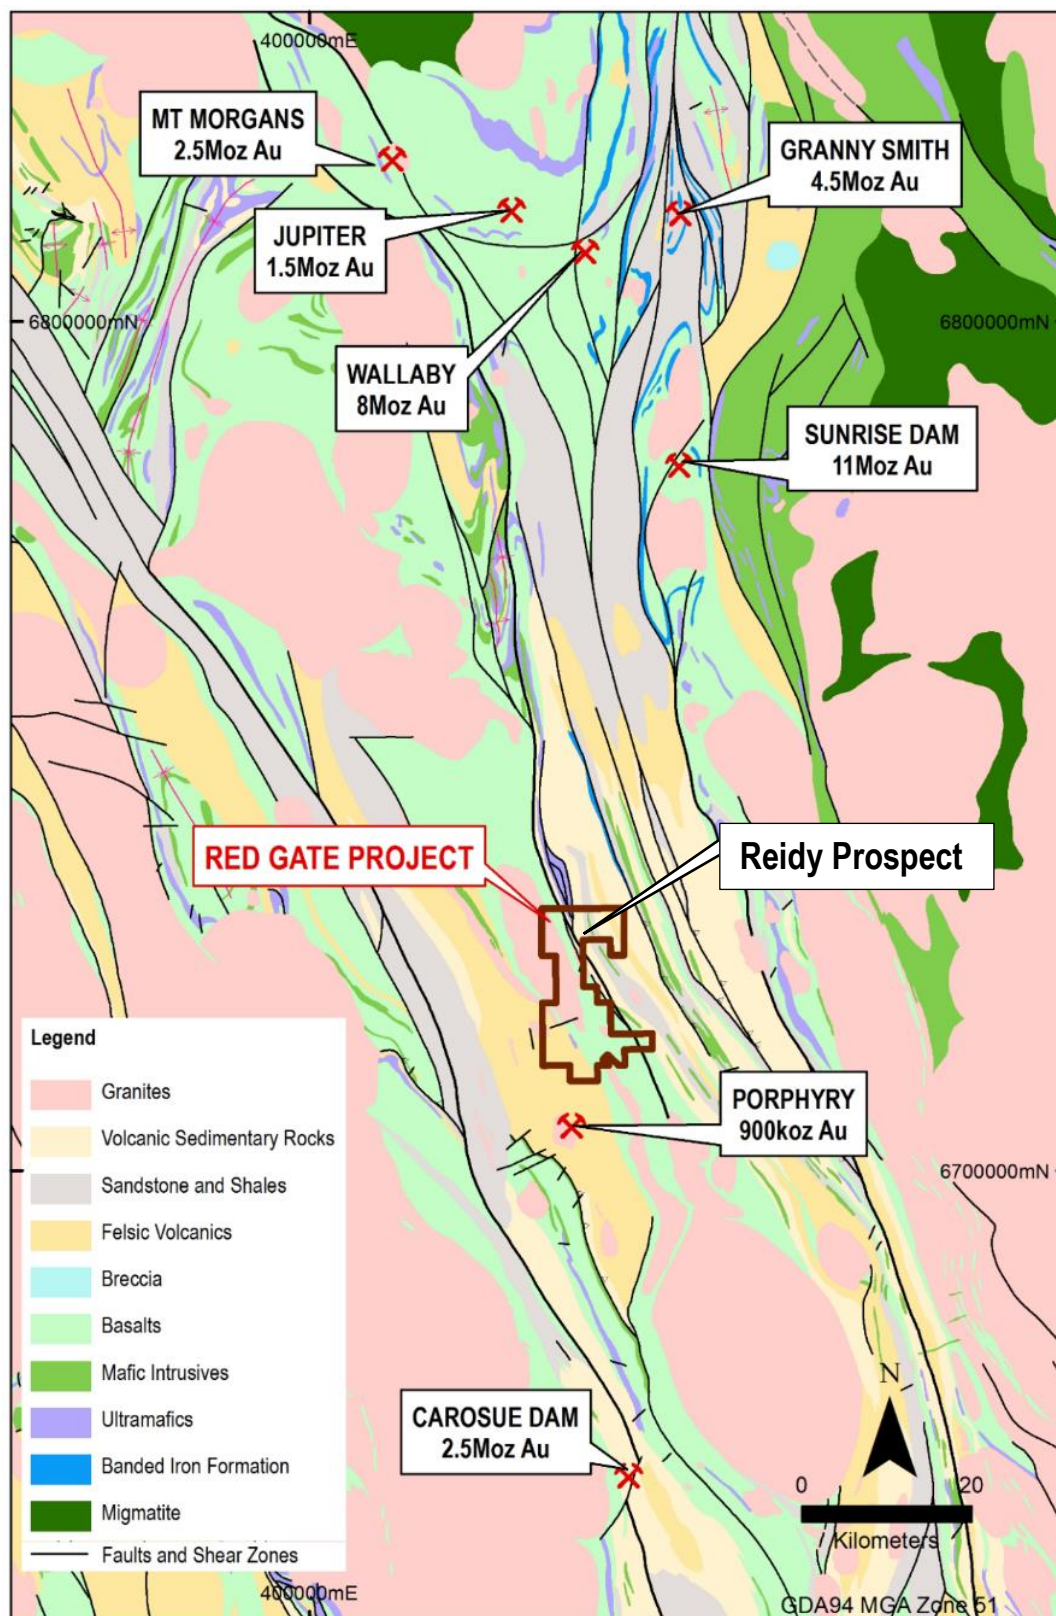 400000mE
MT MORGANS
2.5Moz Au
GRANNY SMITH
4.5Moz Au
JUPITER
1.5Moz Au
6800000mN
6800000mN
WALLABY
8Moz Au
SUNRISE DAM
11Moz Au
RED GATE PROJECT
Reidy Prospect
Legend
Granites
Volcanic Sedimentary Rocks
Sandstone and Shales
Felsic Volcanics
Breccia
Basalts
Mafic Intrusives
Ultramafics
Banded Iron Formation
Migmatite
Faults and Shear Zones
PORPHYRY
900koz Au
6700000mN
CAROSUE DAM
2.5Moz Au
N
0 20
Kilometers
400000mE
GDA94 MGA Zone 51